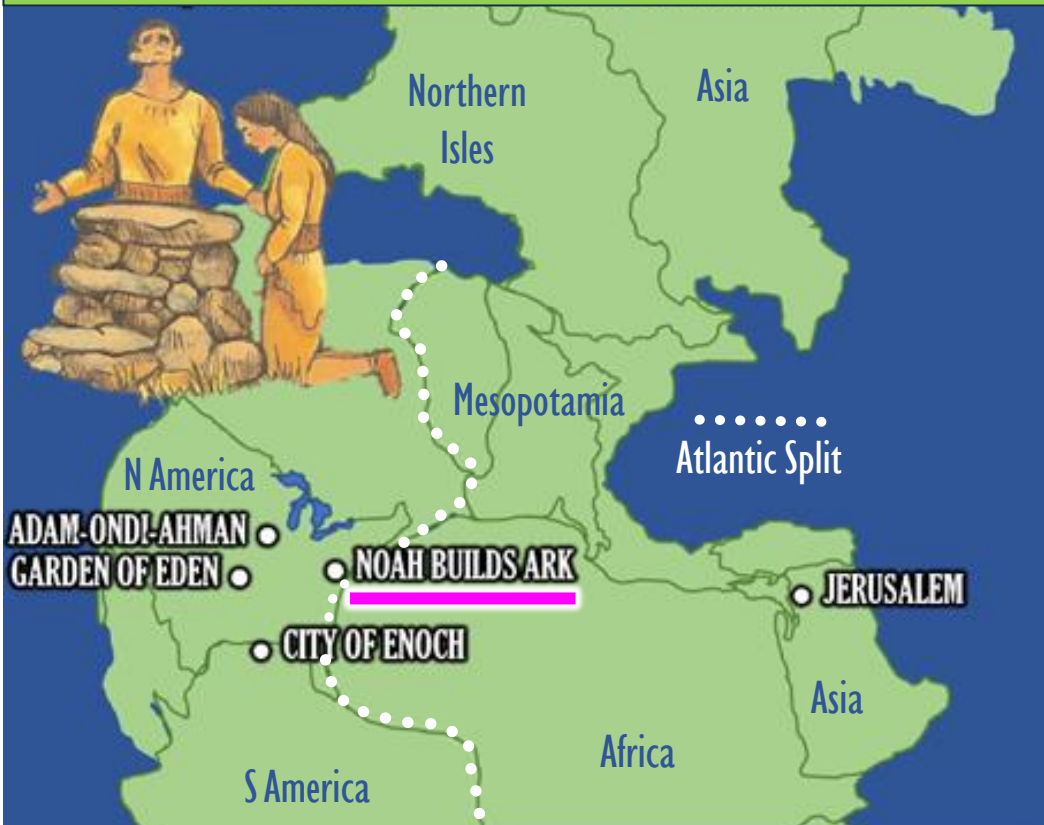 Northern
Isles
Asia
Mesopotamia
Atlantic Split
N America
ADAM-ONDI-AHMAN
GARDEN OF EDEN
NOAH BUILDS ARK
JERUSALEM
CITY OF ENOCH
Asia
Africa
S America